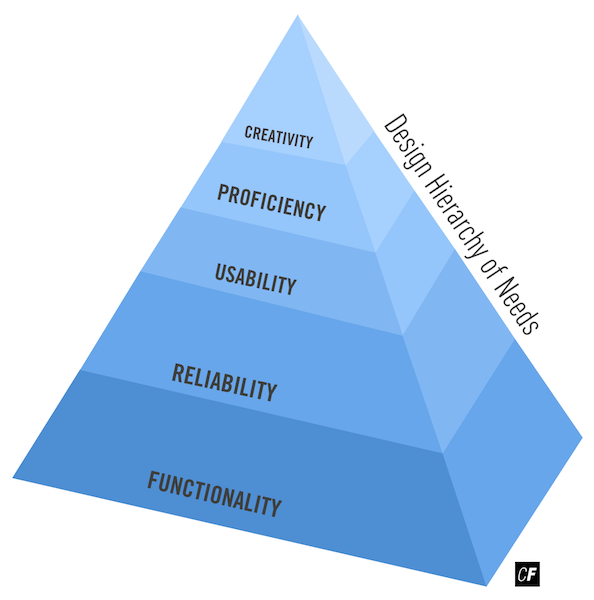 CREATIVITY
PROFICIENCY
USABILITY
RELIABILITY
FUNCTIONALITY
Design Hierarchy of Needs
CF